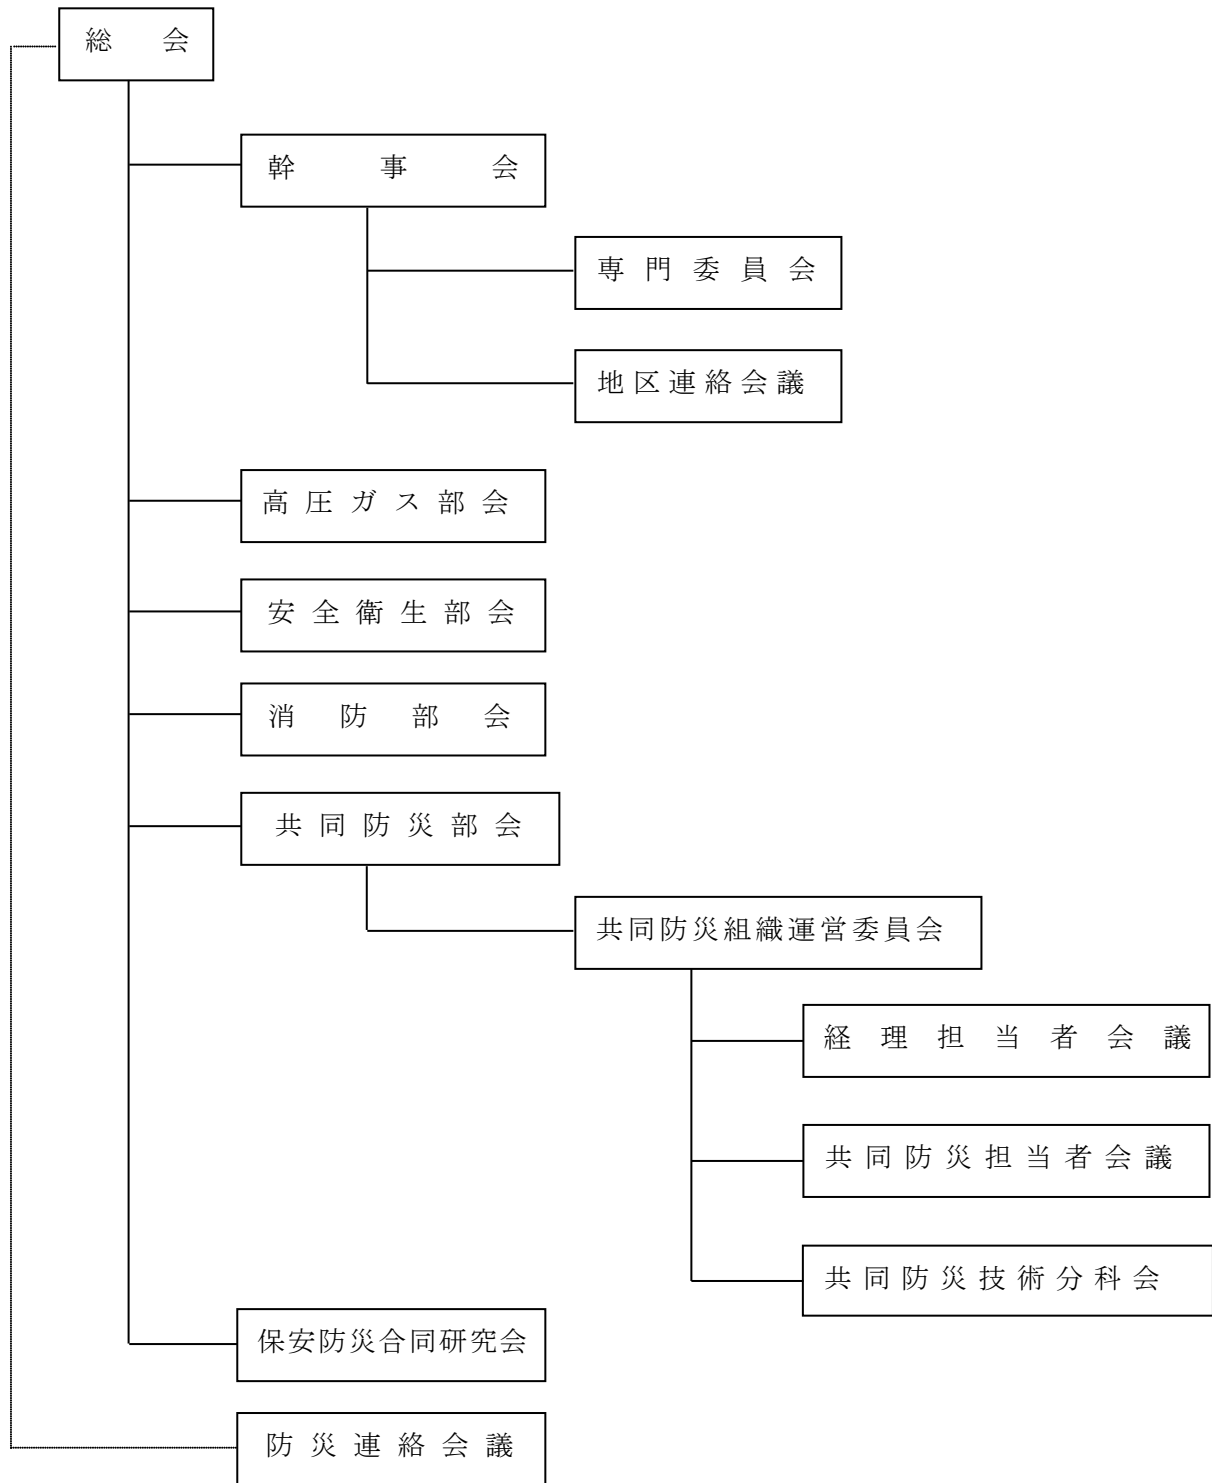 総会
幹事会
専門委員会
地区連絡会議
高圧ガス部会
安全衛生部会
消防部会
共同防災部会
共同防災組織運営委員会
経理担当者会議
共同防災担当者会議
共同防災技術分科会
保安防災合同研究会
防災連絡会議